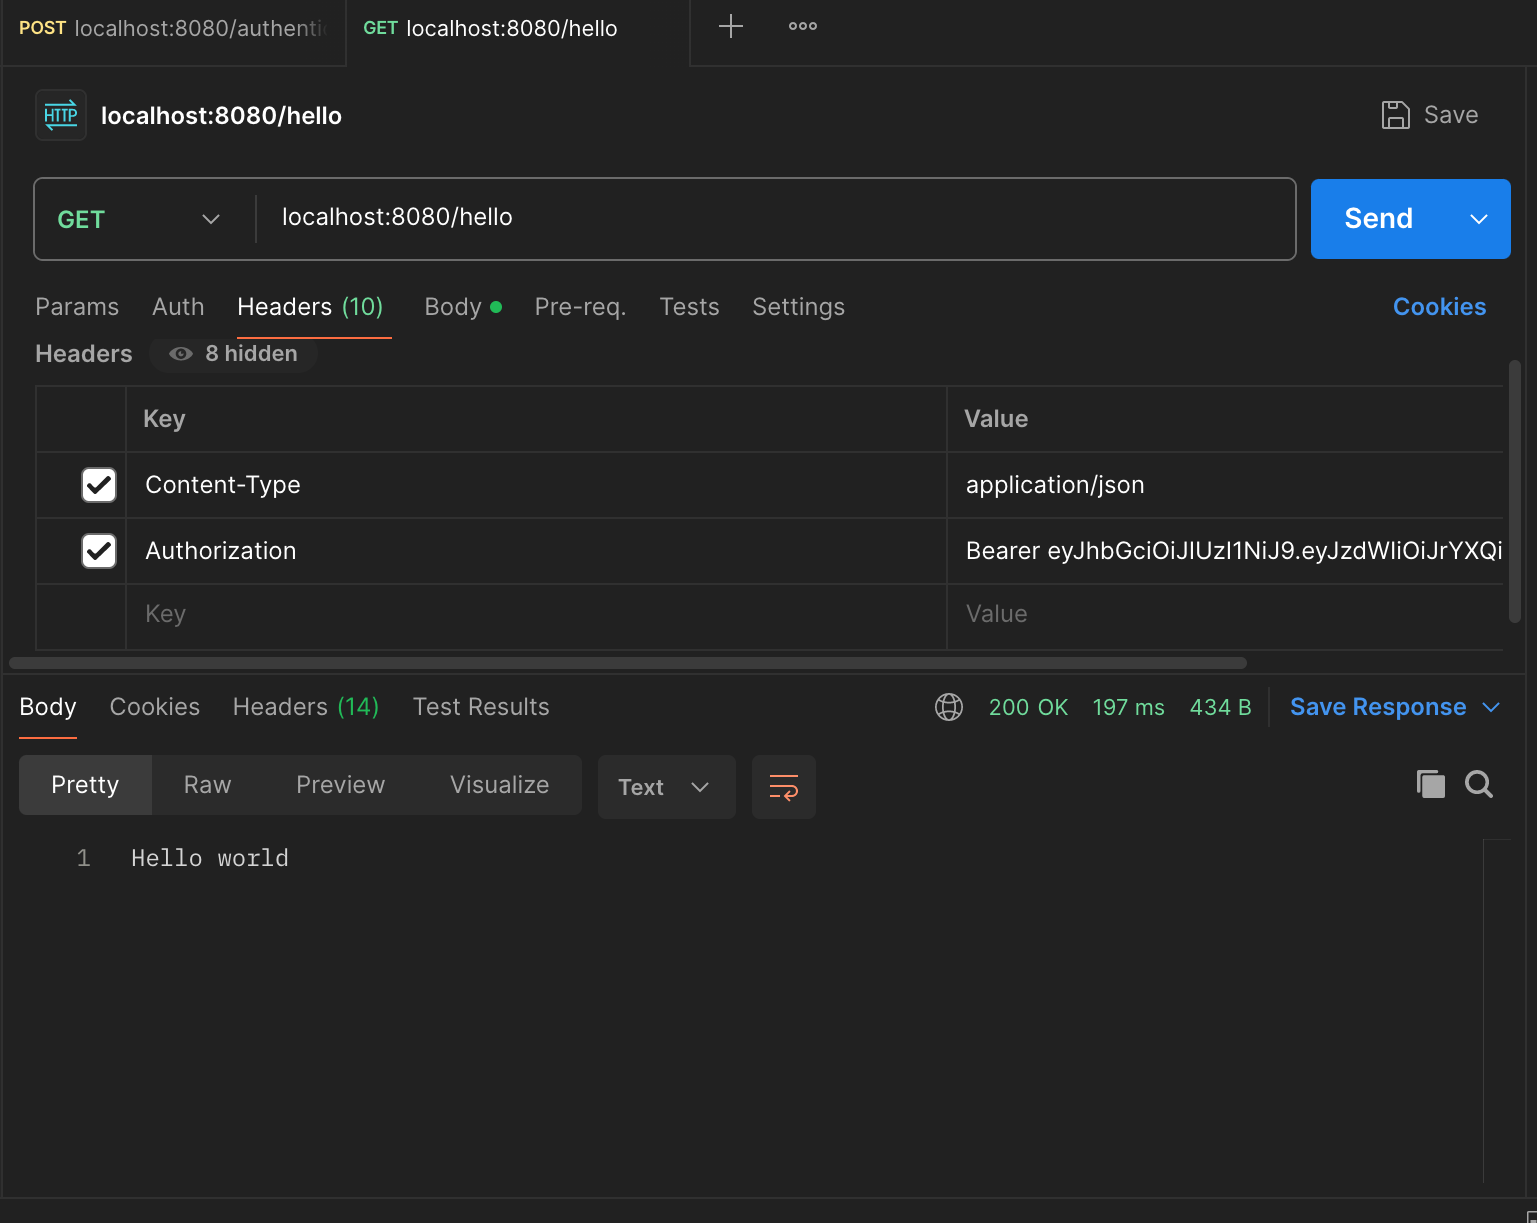 POST localhost:8080/authenti
GET localhost:8080/hello
HTTP localhost:8080/hello
Save
GET localhost:8080/hello
Send
Params Auth Headers (10) Body Pre-req. Tests Settings Cookies
Headers 8 hidden
Key Value
Content-Type application/json
Authorization Bearer eyJhbGciOiJIUzI1NiJ9.eyJzdWIiOiJrYXQi
Key Value
Body Cookies Headers (14) Test Results 200 OK 197 ms 434 B Save Response
Pretty Raw Preview Visualize Text
1 Hello world